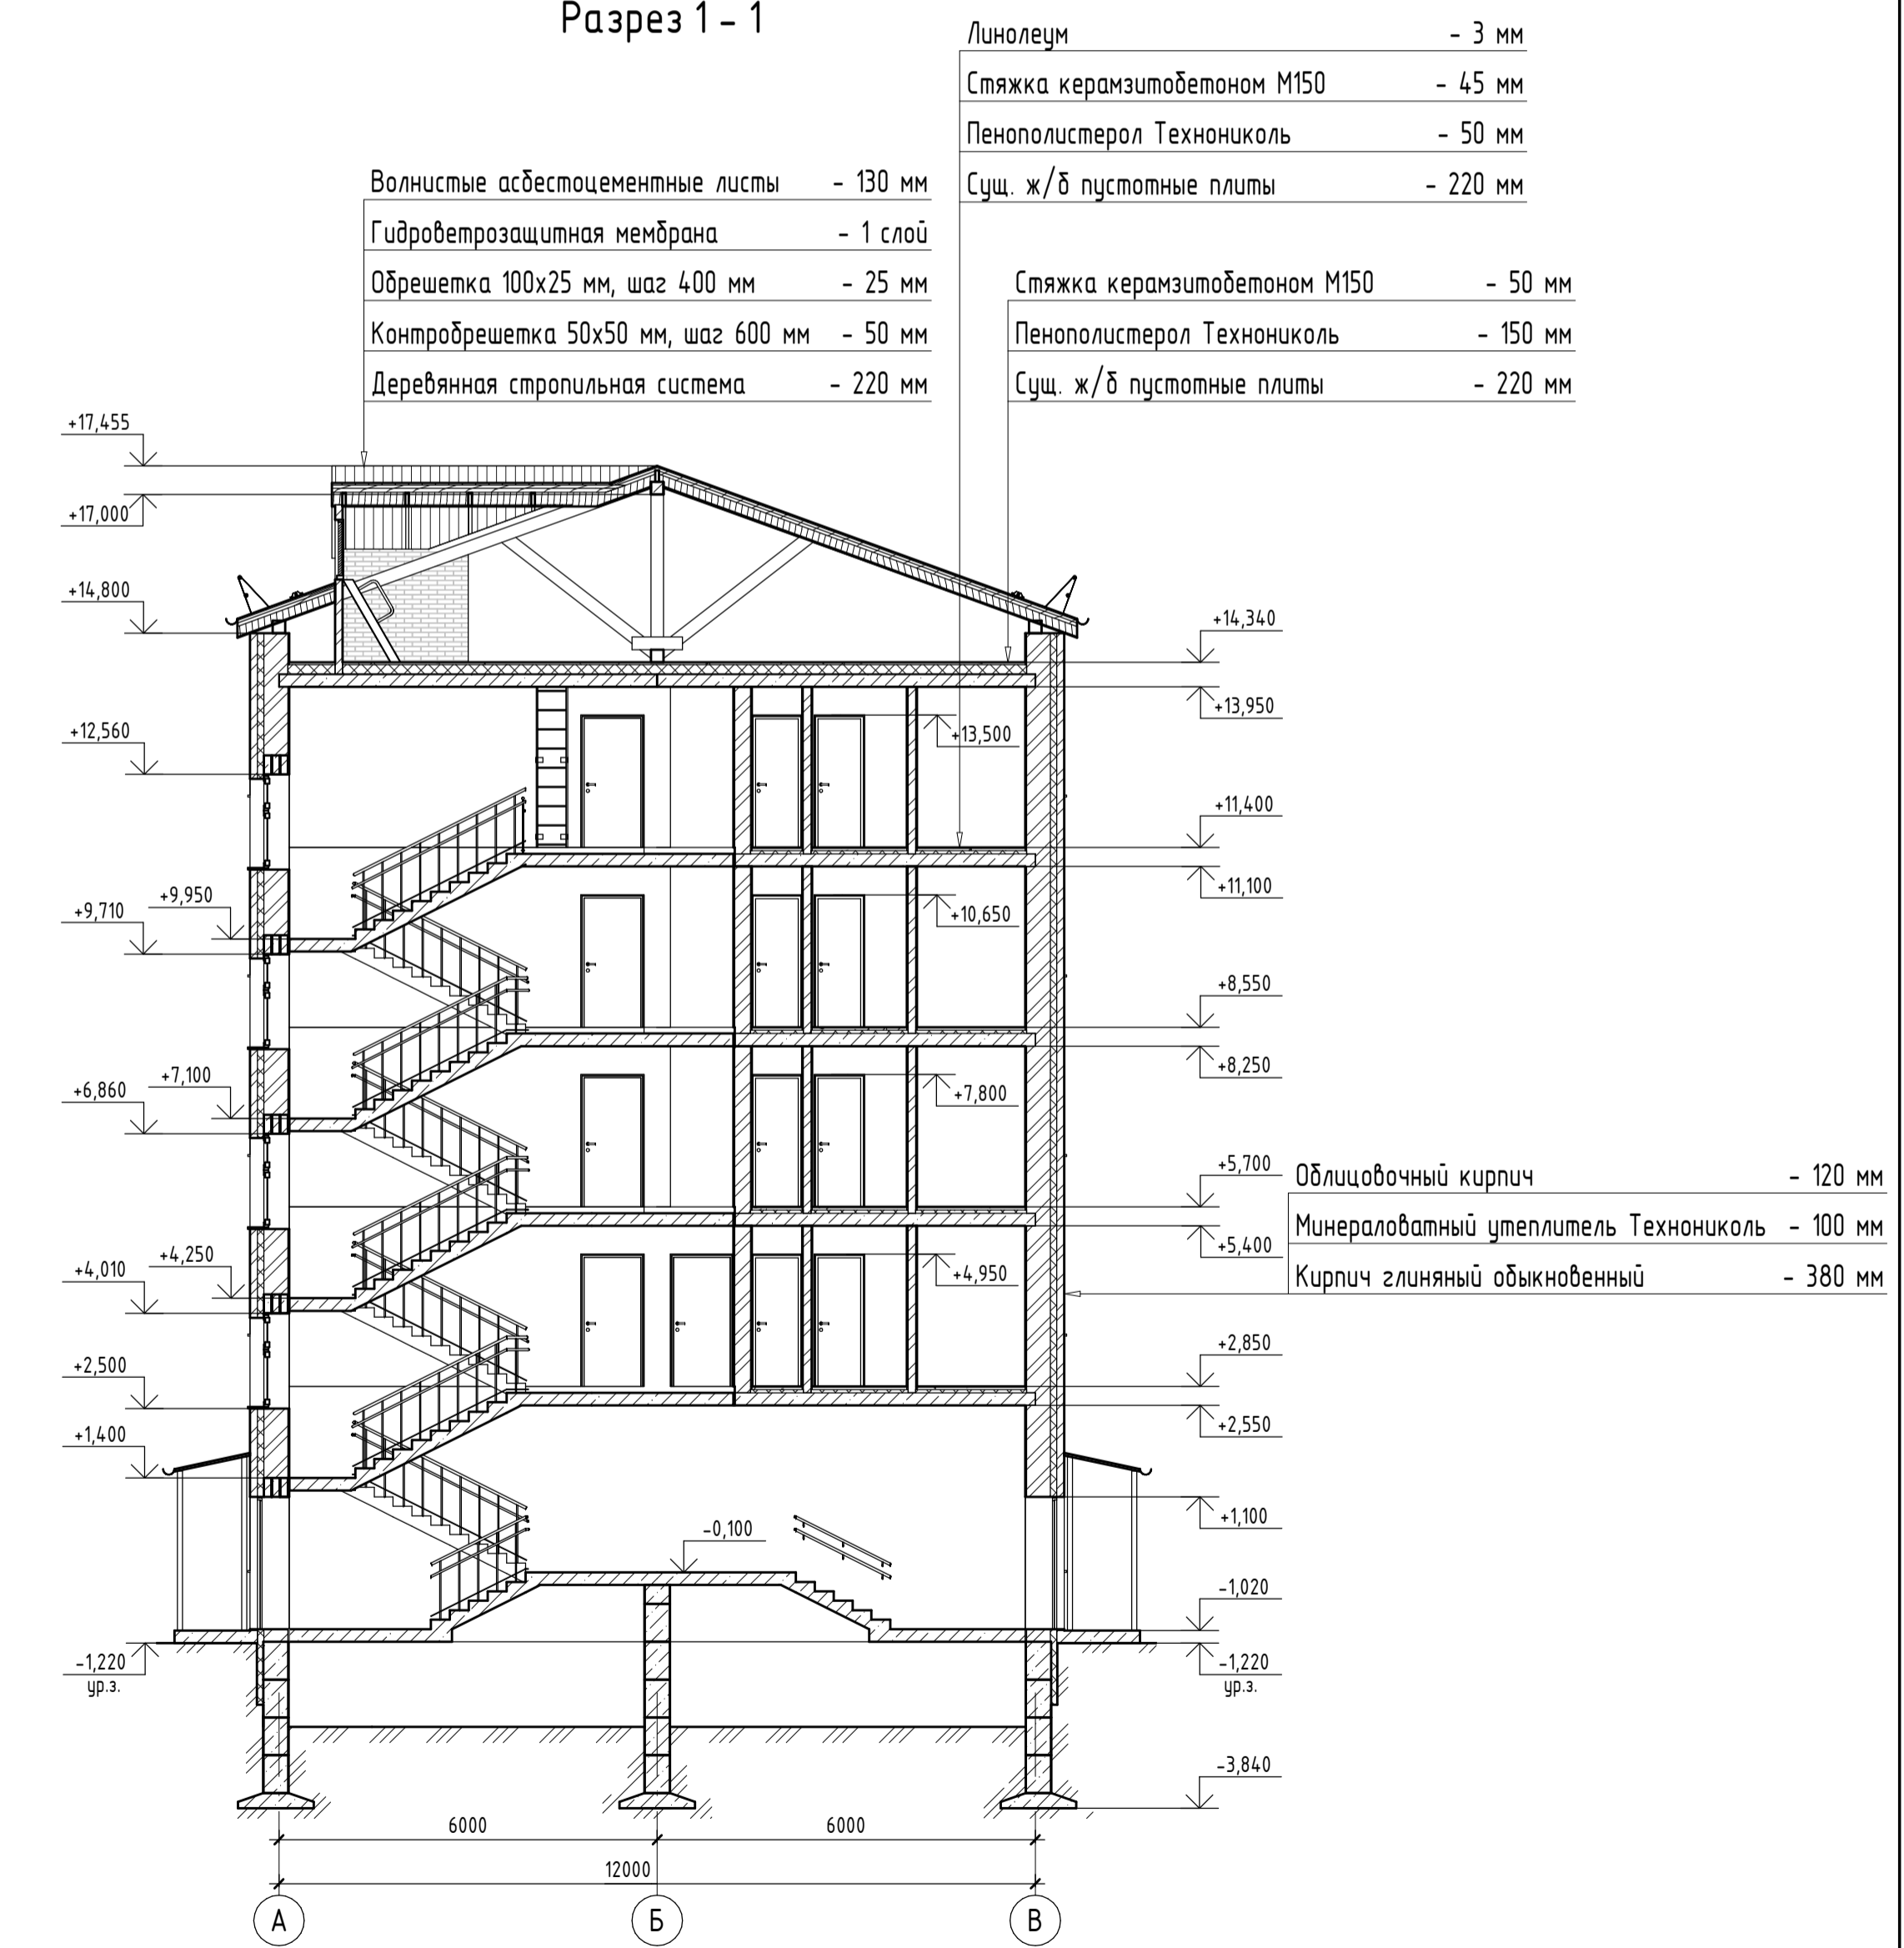 Разрез 1 – 1
Линолеум – 3 мм
Стяжка керамзитобетоном М150 – 45 мм
Пенополистерол Технониколь – 50 мм
Сущ. ж/б пустотные плиты – 220 мм
Волнистые асбестоцементные листы – 130 мм
Гидроветрозащитная мембрана – 1 слой
Обрешетка 100х25 мм, шаг 400 мм – 25 мм
Контробрешетка 50х50 мм, шаг 600 мм – 50 мм
Деревянная стропильная система – 220 мм
Стяжка керамзитобетоном М150 – 50 мм
Пенополистерол Технониколь – 150 мм
Сущ. ж/б пустотные плиты – 220 мм
+17,455
+17,000
+14,800
+12,560
+9,950
+9,710
+7,100
+6,860
+4,250
+4,010
+2,500
+1,400
-1,220
ур.з.
+13,500
+10,650
+7,800
+4,950
-0,100
+14,340
+13,950
+11,400
+11,100
+8,550
+8,250
+5,700
+5,400
+2,850
+2,550
+1,100
-1,020
-1,220
ур.з.
-3,840
Облицовочный кирпич – 120 мм
Минераловатный утеплитель Технониколь – 100 мм
Кирпич глиняный обыкновенный – 380 мм
6000 6000
12000
А Б В